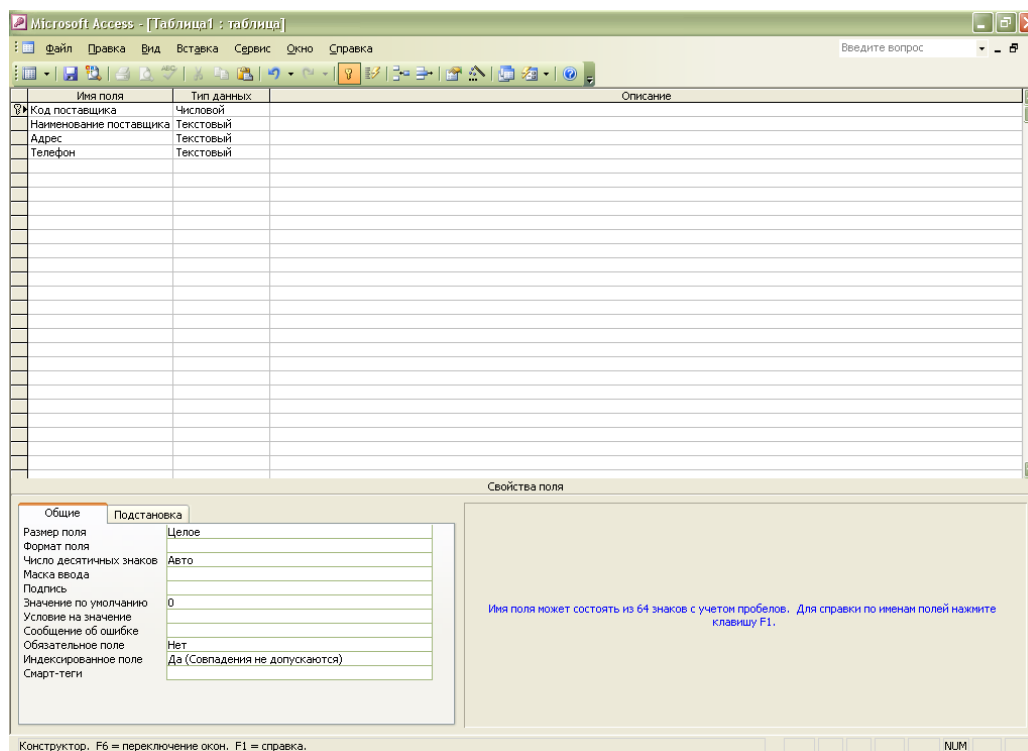 Microsoft Access - [Таблица1 : таблица]
Файл Правка Вид Вставка Сервис Окно Справка Введите вопрос
Имя поля Тип данных Описание
Код поставщика Числовой
Наименование поставщика Текстовый
Адрес Текстовый
Телефон Текстовый
Свойства поля
Общие Подстановка
Размер поля Целое
Формат поля
Число десятичных знаков Авто
Маска ввода
Подпись
Значение по умолчанию 0
Условие на значение
Сообщение об ошибке
Обязательное поле Нет
Индексированное поле Да (Совпадения не допускаются)
Смарт-теги
Имя поля может состоять из 64 знаков с учетом пробелов. Для справки по именам полей нажмите
клавишу F1.
Конструктор. F6 = переключение окон. F1 = справка. NUM